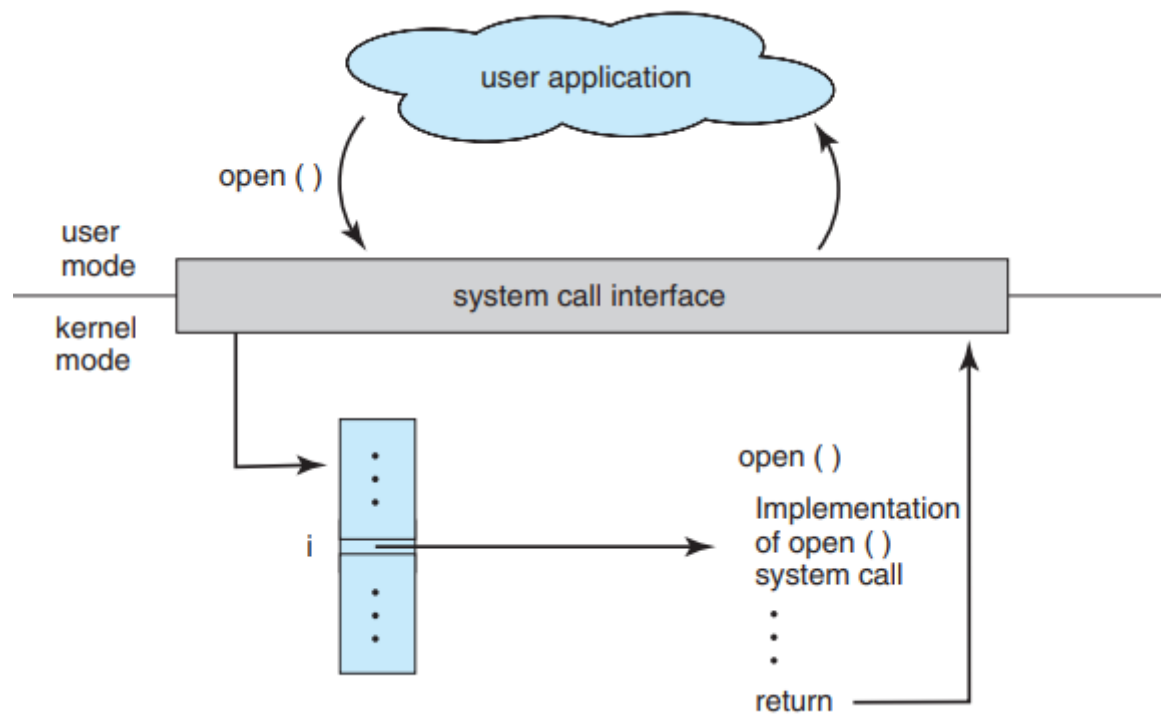 user application
open ( )
user
mode
system call interface
kernel
mode
open ( )
Implementation
i
of open ( )
system call
return